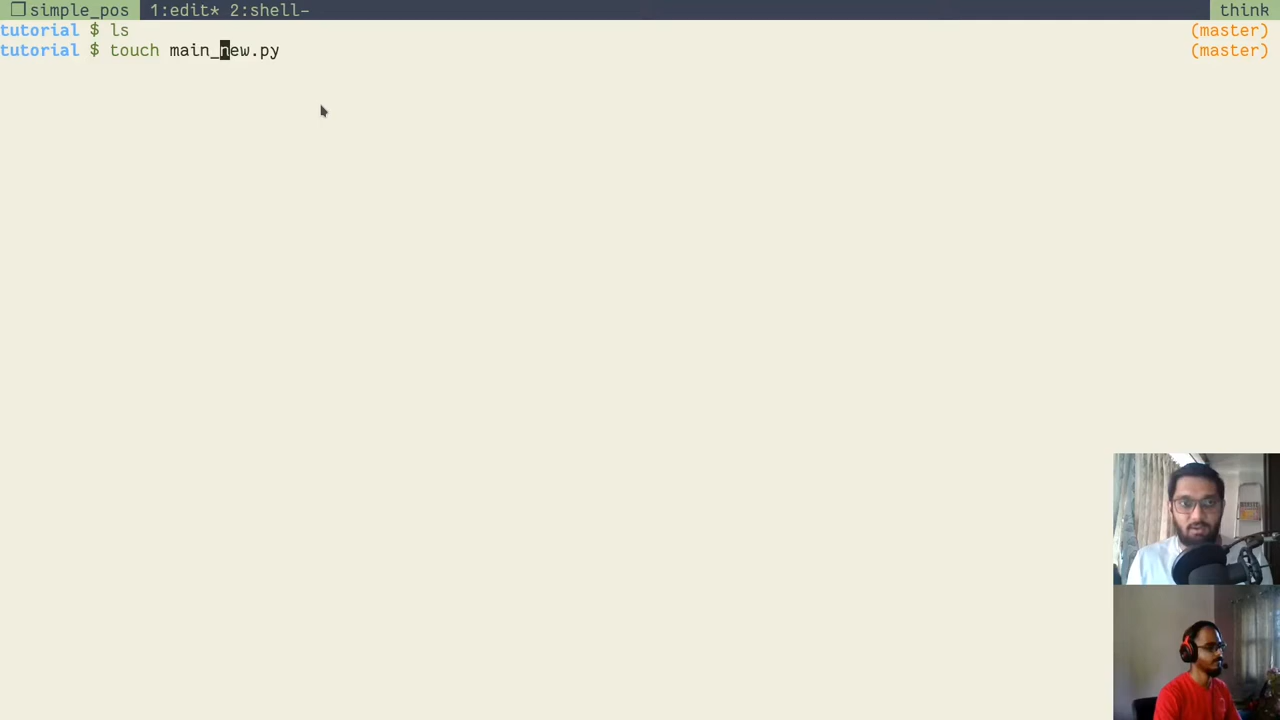 simple_pos 1:edit* 2:shell- think
tutorial $ ls (master)
tutorial $ touch main_new.py (master)